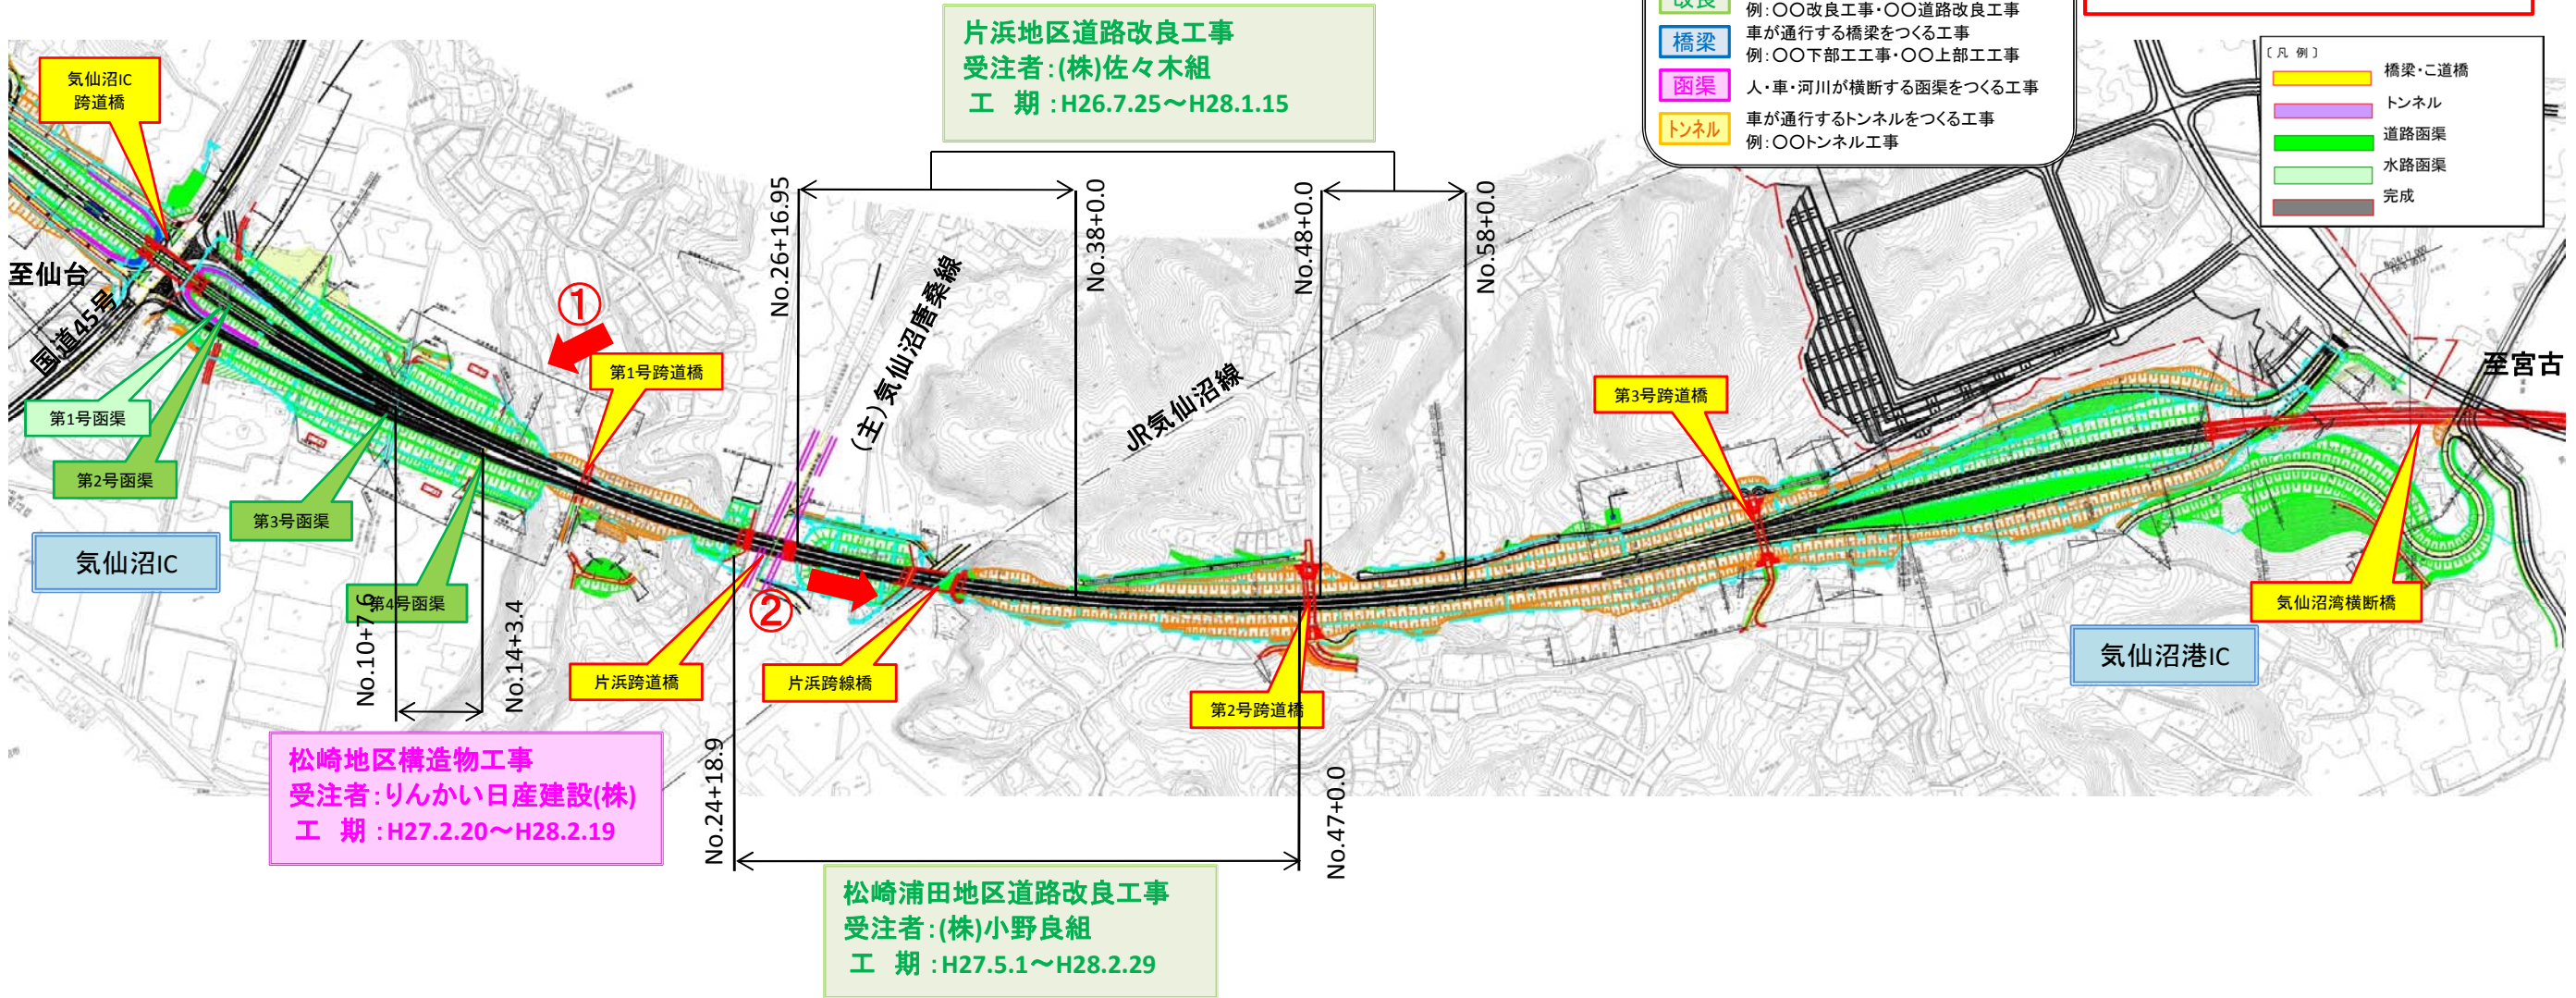 片浜地区道路改良工事
受注者：(株)佐々木組
工　期：H26.7.25～H28.1.15
改良
例：〇〇改良工事・〇〇道路改良工事
橋梁
車が通行する橋梁をつくる工事
例：〇〇下部工工事・〇〇上部工工事
函渠
人・車・河川が横断する函渠をつくる工事
トンネル
車が通行するトンネルをつくる工事
例：〇〇トンネル工事
〔凡 例〕
橋梁・こ道橋
トンネル
道路函渠
水路函渠
完成
気仙沼IC
跨道橋
至仙台
国道45号
①
第1号跨道橋
No.26+16.95
No.38+0.0
No.48+0.0
No.58+0.0
(主)気仙沼唐桑線
JR気仙沼線
第3号跨道橋
至宮古
第1号函渠
第2号函渠
第3号函渠
第4号函渠
気仙沼IC
No.10+7.6
No.14+3.4
②
片浜跨道橋
片浜跨線橋
第2号跨道橋
気仙沼湾横断橋
気仙沼港IC
松崎地区構造物工事
受注者：りんかい日産建設(株)
工　期：H27.2.20～H28.2.19
No.24+18.9
No.47+0.0
松崎浦田地区道路改良工事
受注者：(株)小野良組
工　期：H27.5.1～H28.2.29